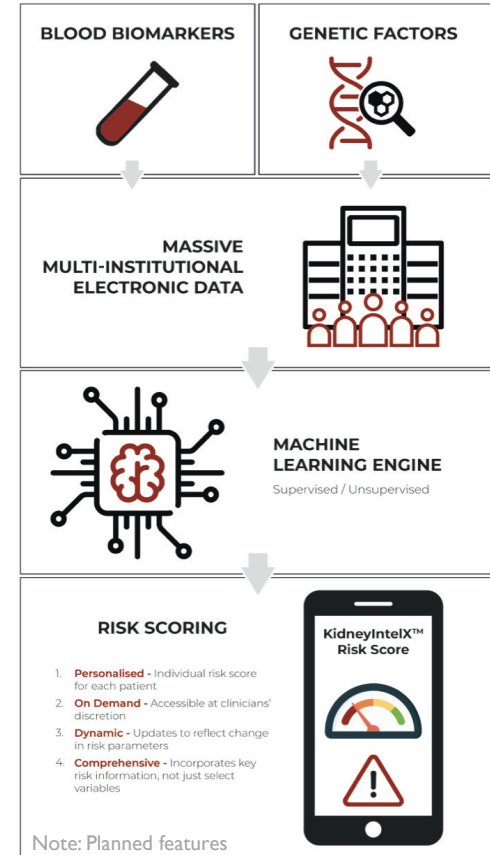 BLOOD BIOMARKERS
GENETIC FACTORS
MASSIVE
MULTI-INSTITUTIONAL
ELECTRONIC DATA
MACHINE
LEARNING ENGINE
Supervised / Unsupervised
RISK SCORING
1. Personalised - Individual risk score
for each patient
2. On Demand - Accessible at clinicians'
discretion
3. Dynamic - Updates to reflect change
in risk parameters
4. Comprehensive - Incorporates key
risk information, not just select
variables
KidneyIntelX™
Risk Score
Note: Planned features